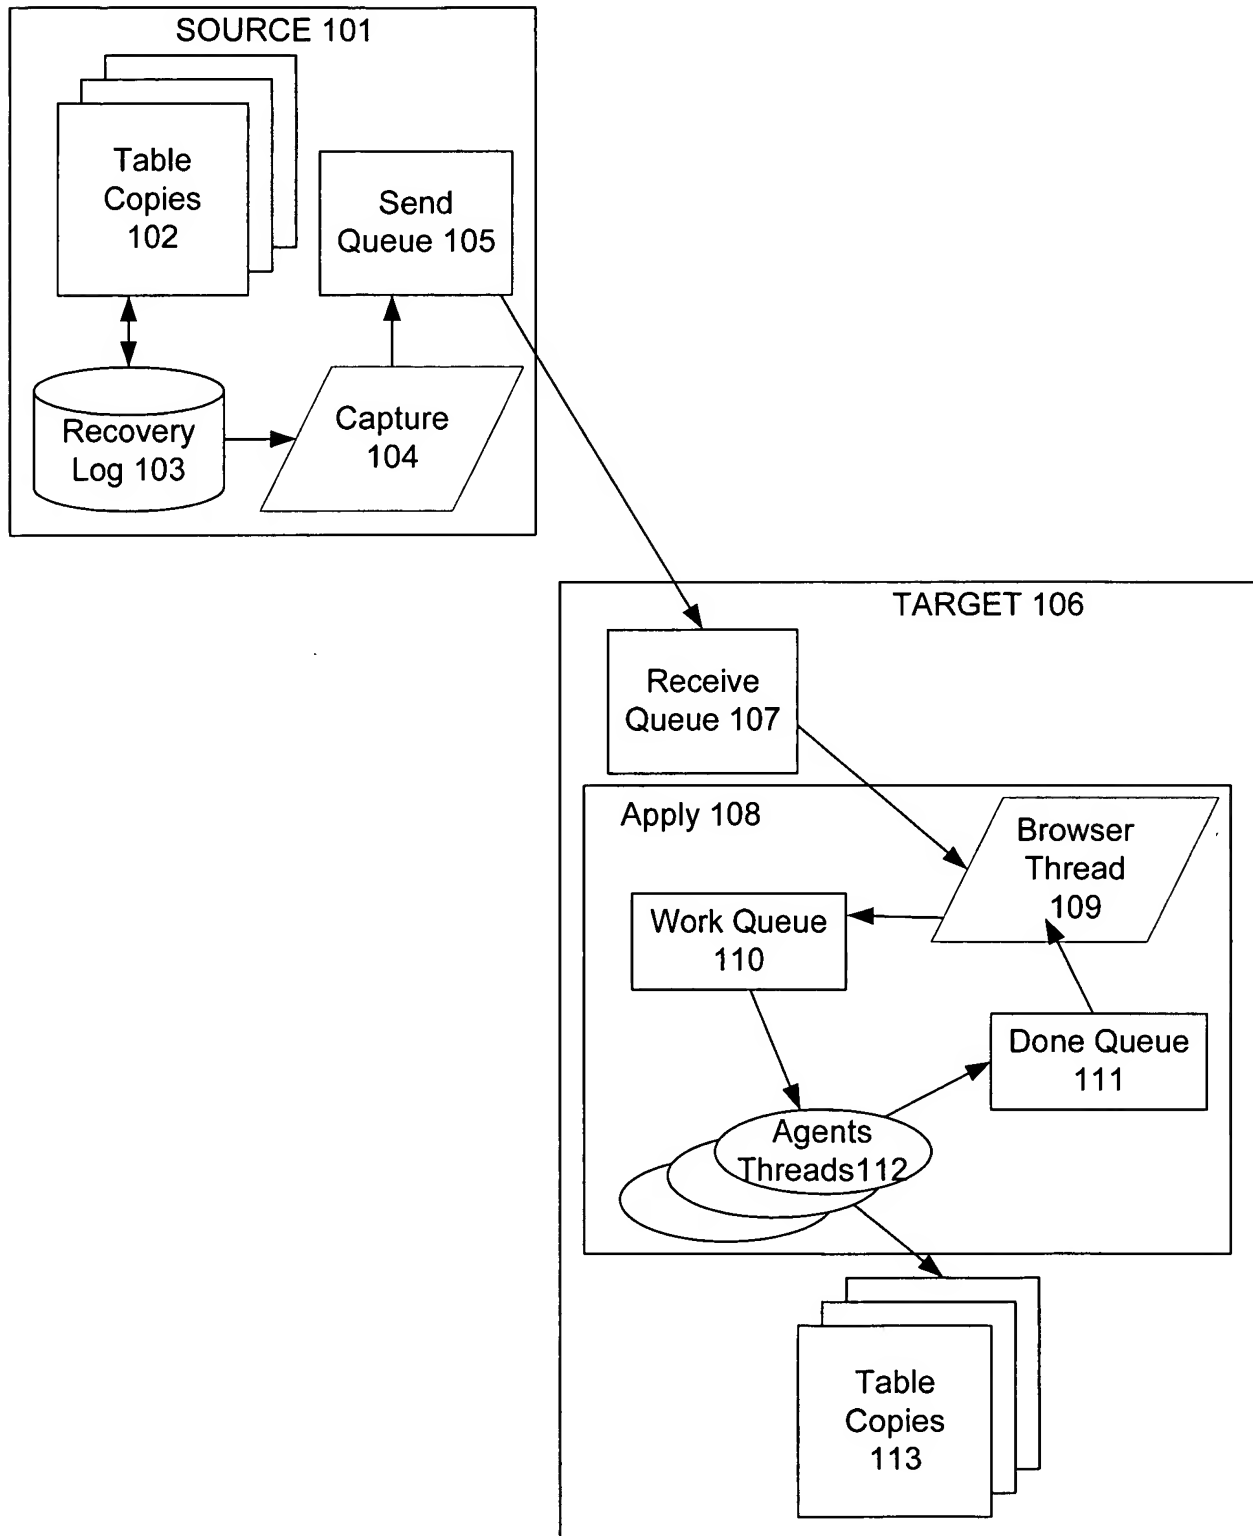 SOURCE 101
Table
Copies
102
Send
Queue 105
Recovery
Log 103
Capture
104
TARGET 106
Receive
Queue 107
Apply 108
Browser
Thread
109
Work Queue
110
Done Queue
111
Agents
Threads112
Table
Copies
113